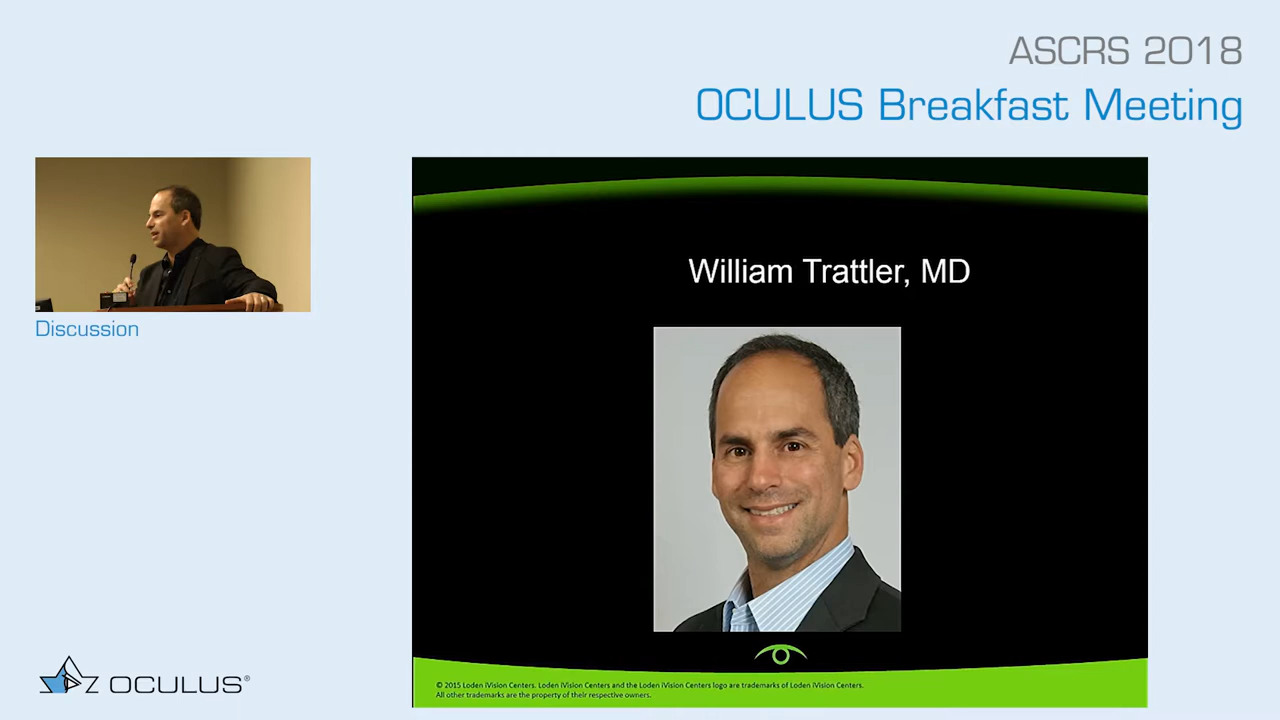 ASCRS 2018
OCULUS Breakfast Meeting
Discussion
William Trattler, MD
© 2015 Loden iVision Centers. Loden iVision Centers and the Loden iVision Centers logo are trademarks of Loden iVision Centers.
All other trademarks are the property of their respective owners.
OCULUS®